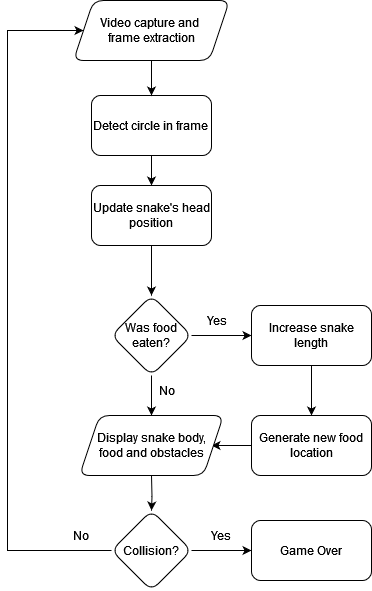 Video capture and
frame extraction
Detect circle in frame
Update snake's head
position
Was food
eaten?
Yes
Increase snake
length
No
Display snake body,
food and obstacles
Generate new food
location
No
Collision?
Yes
Game Over